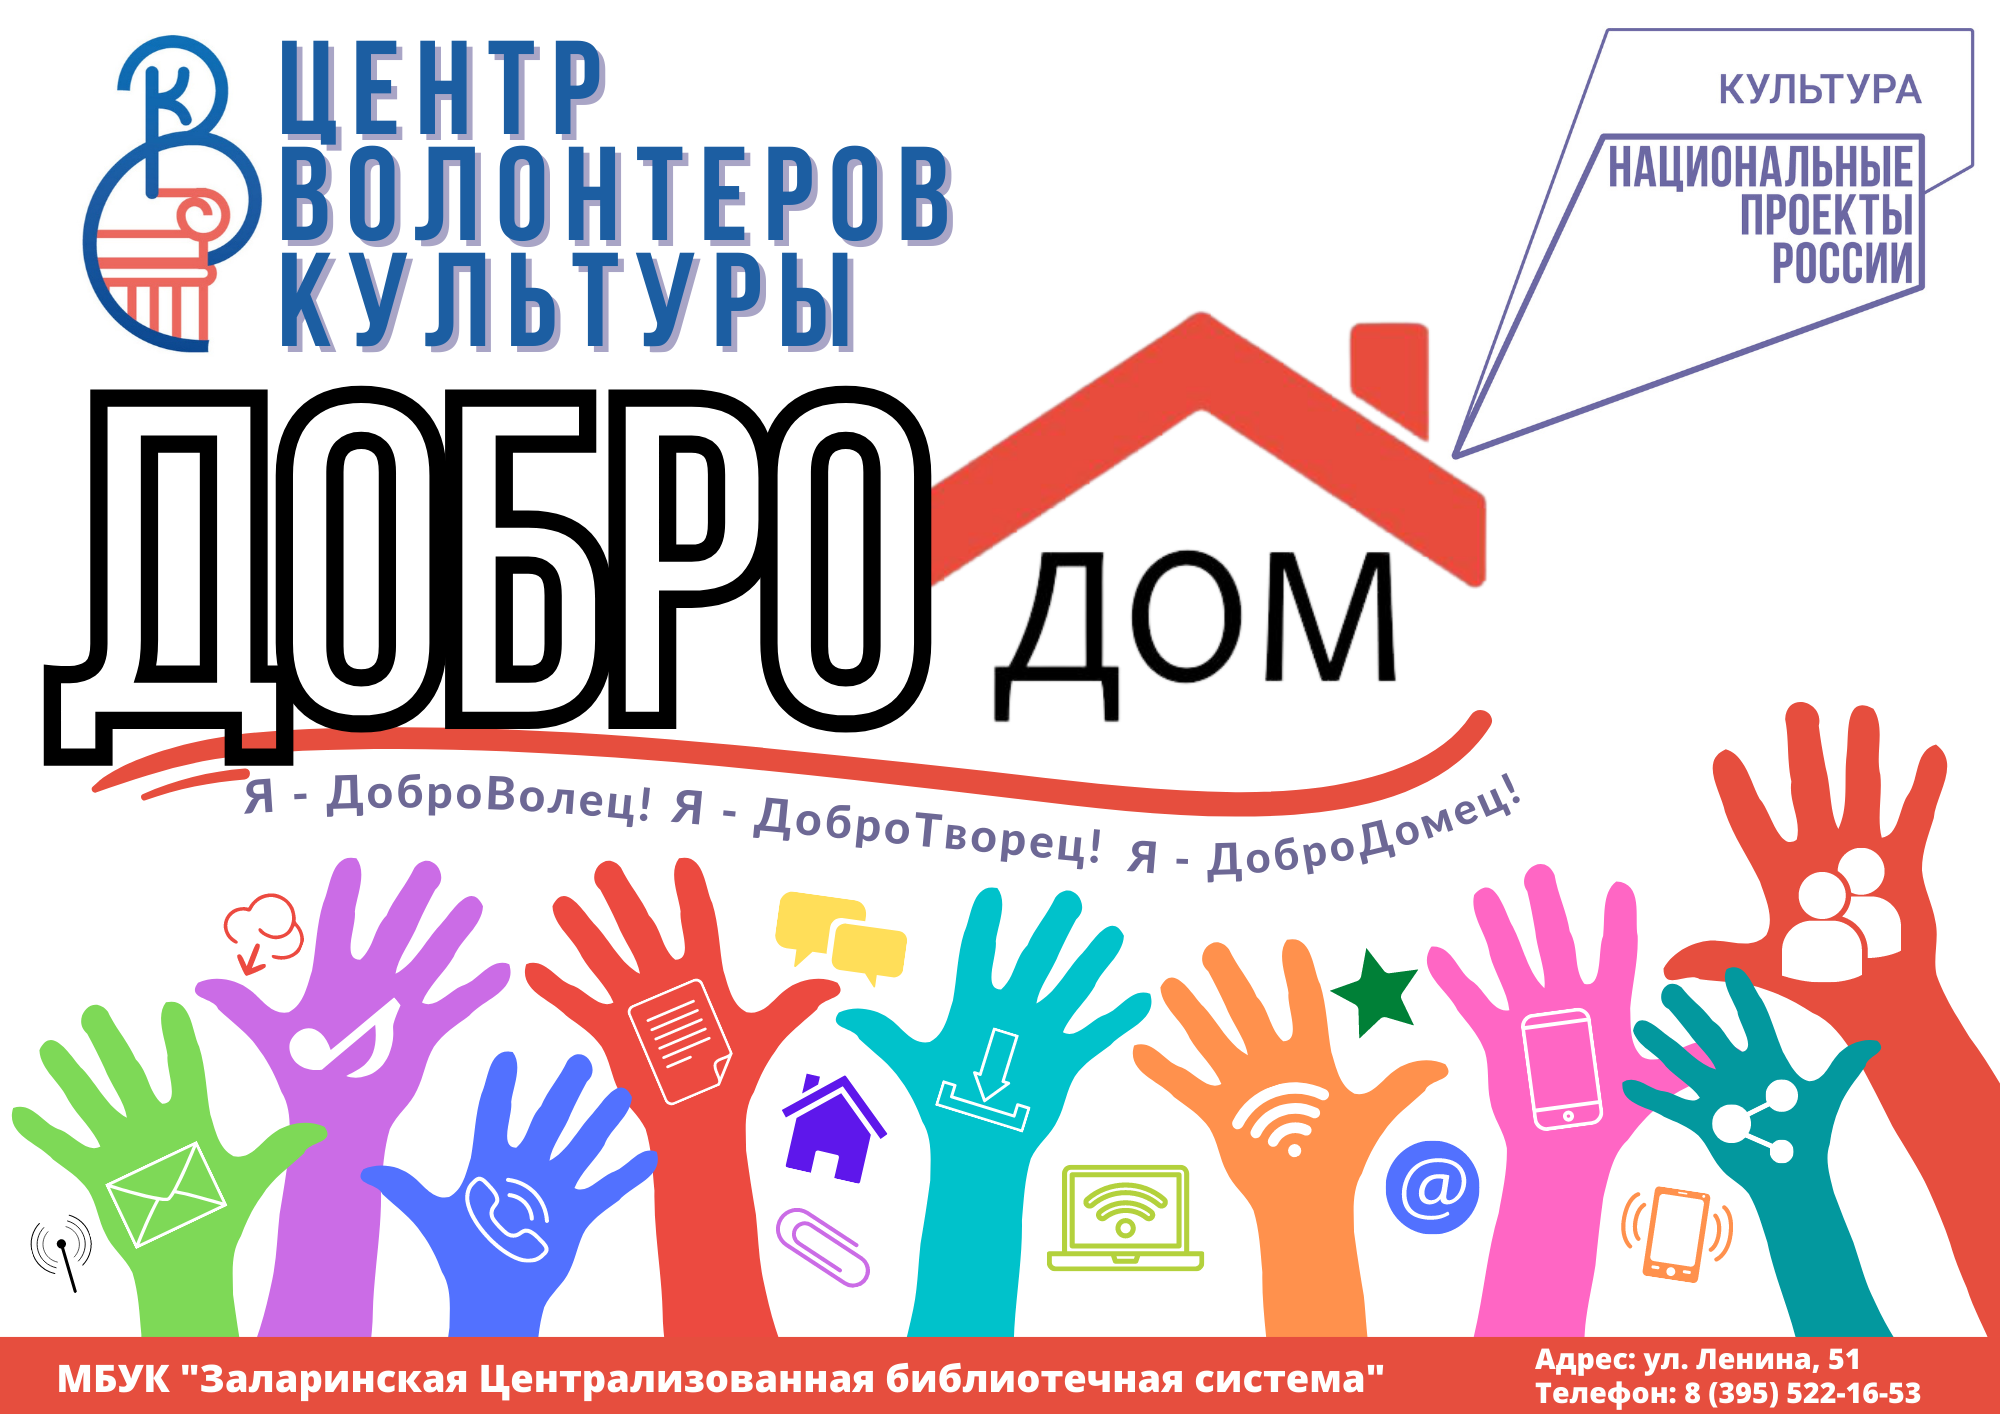 ЦЕНТР
ВОЛОНТЕРОВ
КУЛЬТУРЫ
КУЛЬТУРА
НАЦИОНАЛЬНЫЕ
ПРОЕКТЫ
РОССИИ
ДОБРО
ДОМ
Я - ДоброВолец! Я - ДоброТворец! Я - ДоброДомец!
@
МБУК "Заларинская Централизованная библиотечная система"
Адрес: ул. Ленина, 51
Телефон: 8 (395) 522-16-53